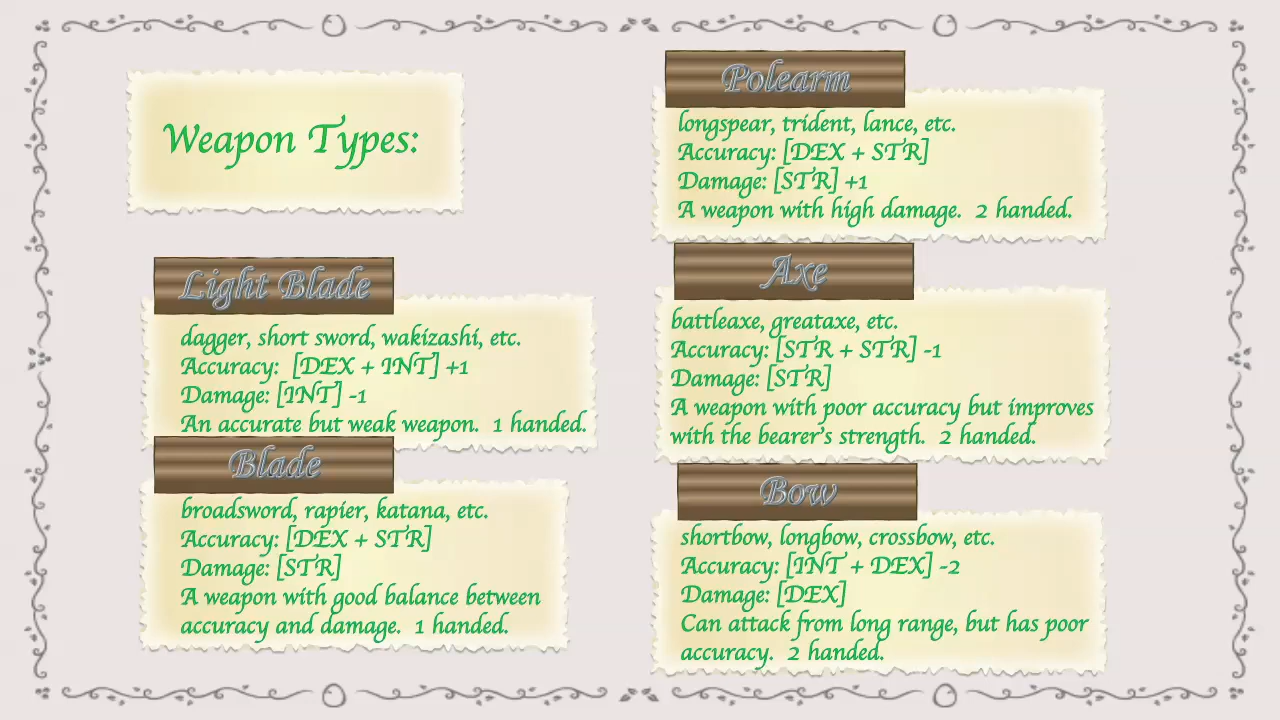 Weapon Types:
Light Blade
dagger, short sword, wakizashi, etc.
Accuracy:  [DEX + INT] +1
Damage: [INT] -1
An accurate but weak weapon.  1 handed.
Blade
broadsword, rapier, katana, etc.
Accuracy: [DEX + STR]
Damage: [STR]
A weapon with good balance between
accuracy and damage.  1 handed.
Polearm
longspear, trident, lance, etc.
Accuracy: [DEX + STR]
Damage: [STR] +1
A weapon with high damage.  2 handed.
Axe
battleaxe, greataxe, etc.
Accuracy: [STR + STR] -1
Damage: [STR]
A weapon with poor accuracy but improves
with the bearer's strength.  2 handed.
Bow
shortbow, longbow, crossbow, etc.
Accuracy: [INT + DEX] -2
Damage: [DEX]
Can attack from long range, but has poor
accuracy.  2 handed.